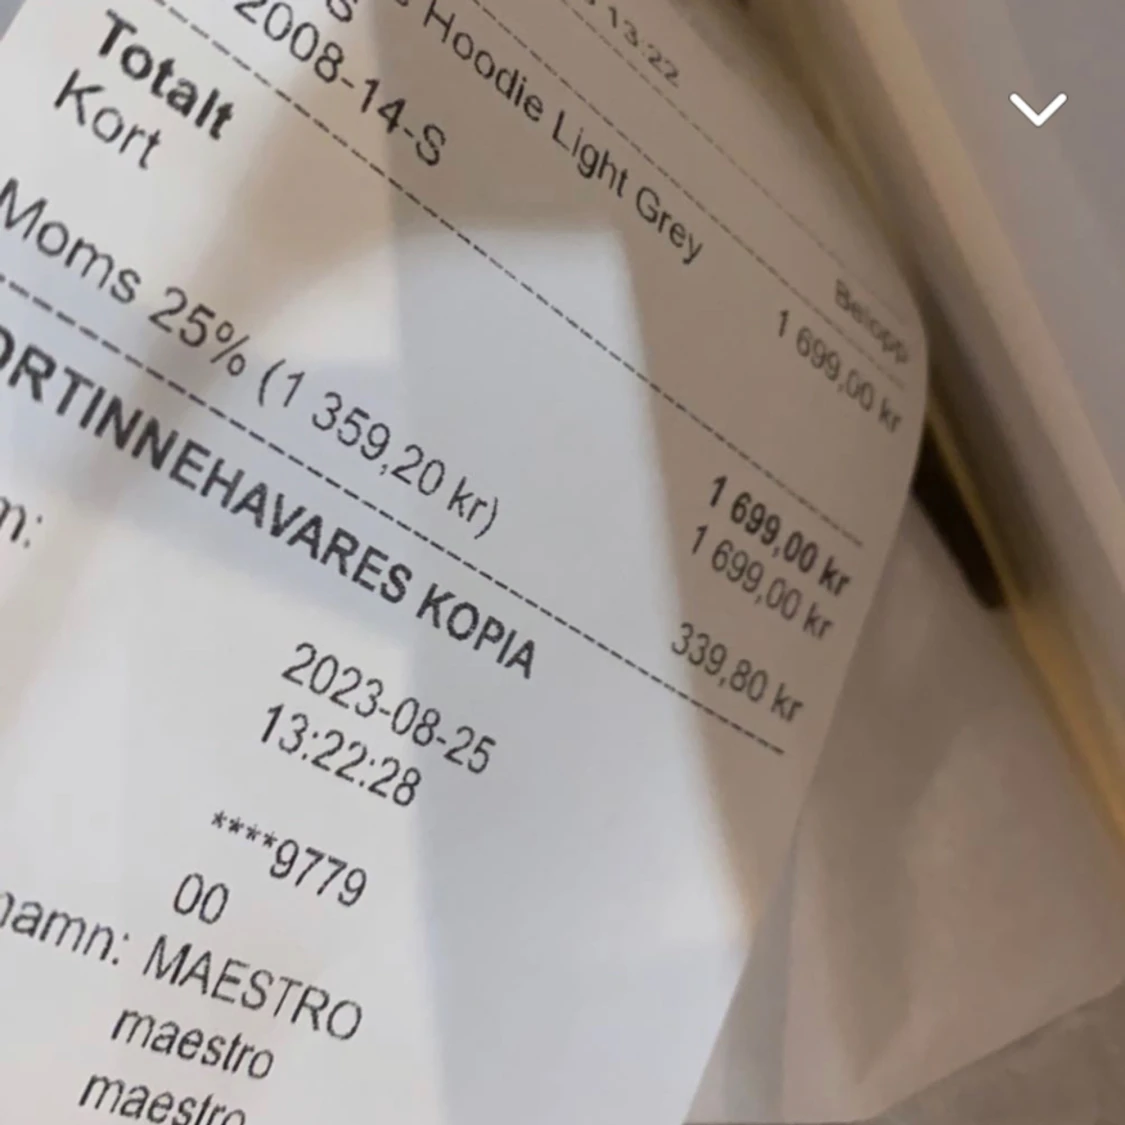 13:22
Belopp
Hoodie Light Grey 1 699,00 kr
S
2008-14-S
Totalt 1 699,00 kr
Kort 1 699,00 kr
Moms 25% (1 359,20 kr) 339,80 kr
ORTINNEHAVARES KOPIA
n:
2023-08-25
13:22:28
****9779
00
namn: MAESTRO
maestro
maestro